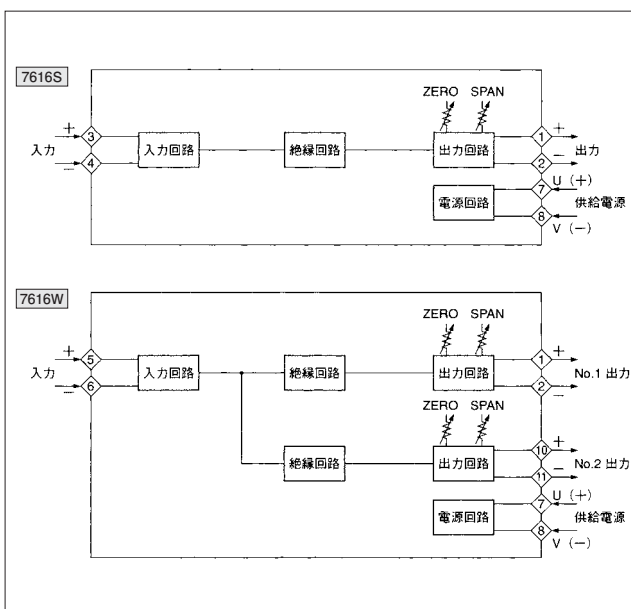 7616S
ZERO SPAN
入力 + 3 入力回路 絶縁回路 出力回路 1 + 出力
− 4 2 −
7 U (+)
電源回路 供給電源
8
V (−)
7616W
ZERO SPAN
入力 + 5 入力回路 絶縁回路 出力回路 1 + No.1 出力
− 6 2 −
ZERO SPAN
絶縁回路 出力回路 10 + No.2 出力
− 11
7 U (+)
電源回路 供給電源
8
V (−)